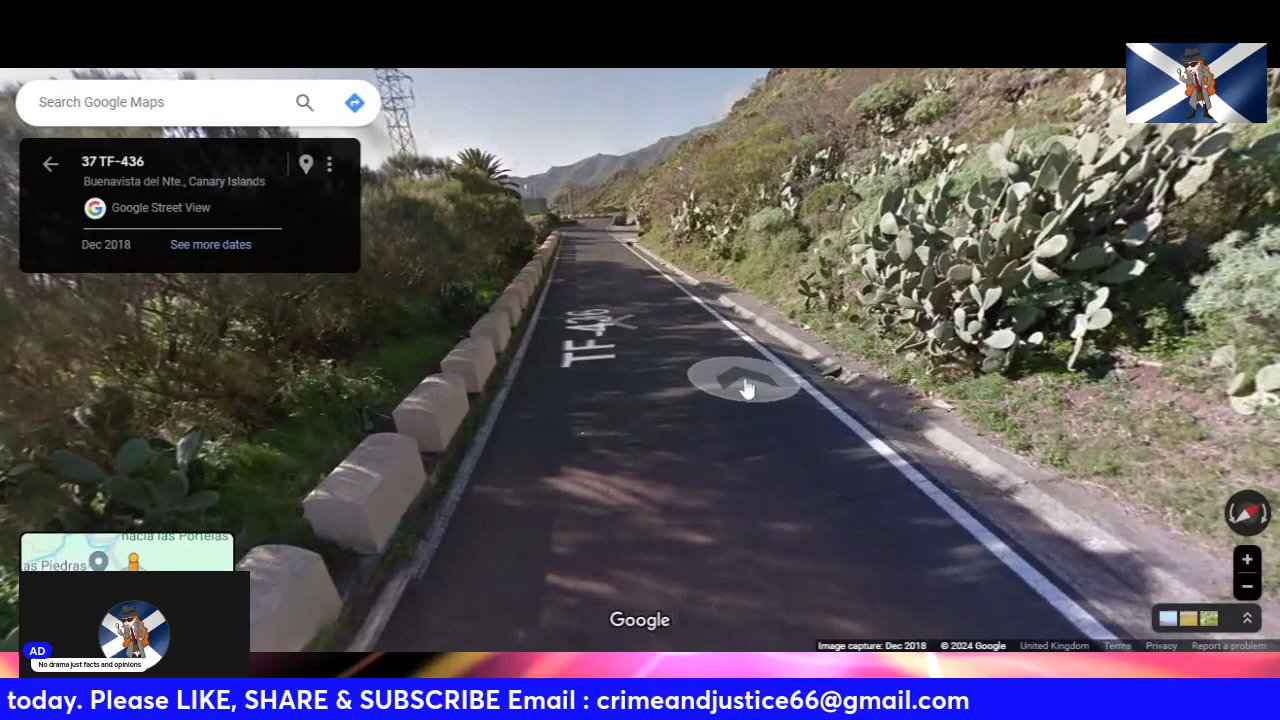 Search Google Maps
37 TF-436
Buenavista del Nte., Canary Islands
Google Street View
Dec 2018
See more dates
TF-436
hacia las Portelas
as Piedras
Google
Image capture: Dec 2018
© 2024 Google
United Kingdom
Terms
Privacy
Report a problem
AD
No drama just facts and opinions
today. Please LIKE, SHARE & SUBSCRIBE Email : crimeandjustice66@gmail.com